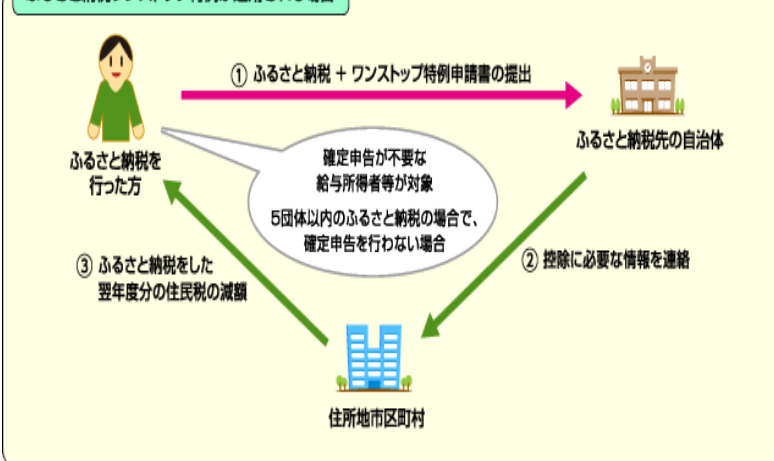 ① ふるさと納税 + ワンストップ特例申請書の提出
ふるさと納税を
行った方
ふるさと納税先の自治体
確定申告が不要な
給与所得者等が対象
5団体以内のふるさと納税の場合で、
確定申告を行わない場合
② 控除に必要な情報を連絡
③ ふるさと納税をした
翌年度分の住民税の減額
住所地市区町村